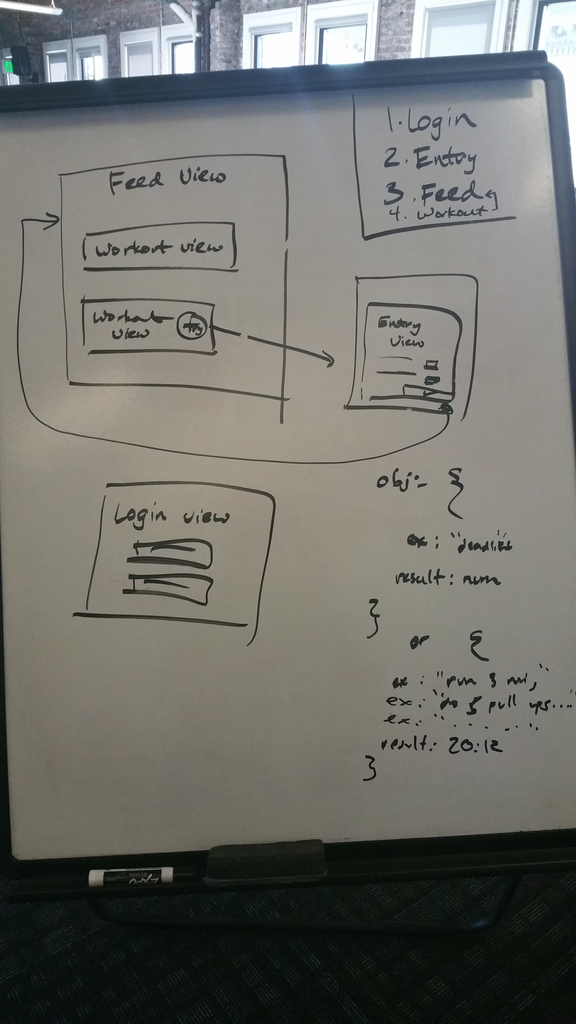 1. Login
2. Entry
3. Feed
4. Workout
Feed View
Workout view
Workout
view
Entry
View
Login view
obj:- {
ex: "deadlift"
result: num
}
or {
ex: "run 3 mi,"
ex: "do 5 pull ups..."
ex: ". . . . . . "
result: 20:12
}
EXPO